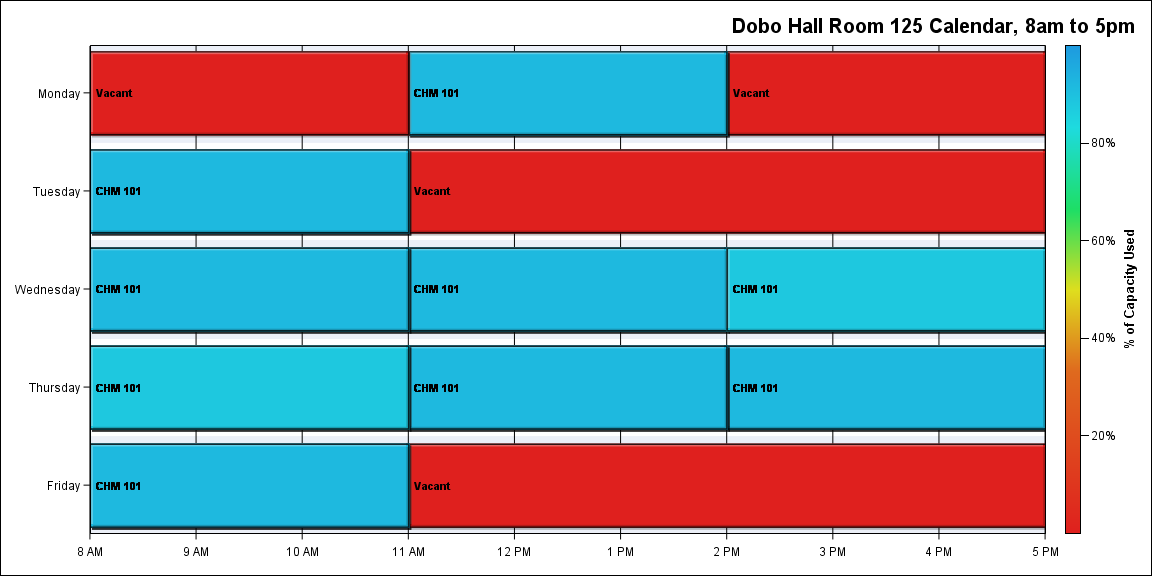 Dobo Hall Room 125 Calendar, 8am to 5pm
Monday
Vacant
CHM 101
Vacant
Tuesday
CHM 101
Vacant
Wednesday
CHM 101
CHM 101
CHM 101
Thursday
CHM 101
CHM 101
CHM 101
Friday
CHM 101
Vacant
8 AM
9 AM
10 AM
11 AM
12 PM
1 PM
2 PM
3 PM
4 PM
5 PM
80%
60%
40%
20%
% of Capacity Used